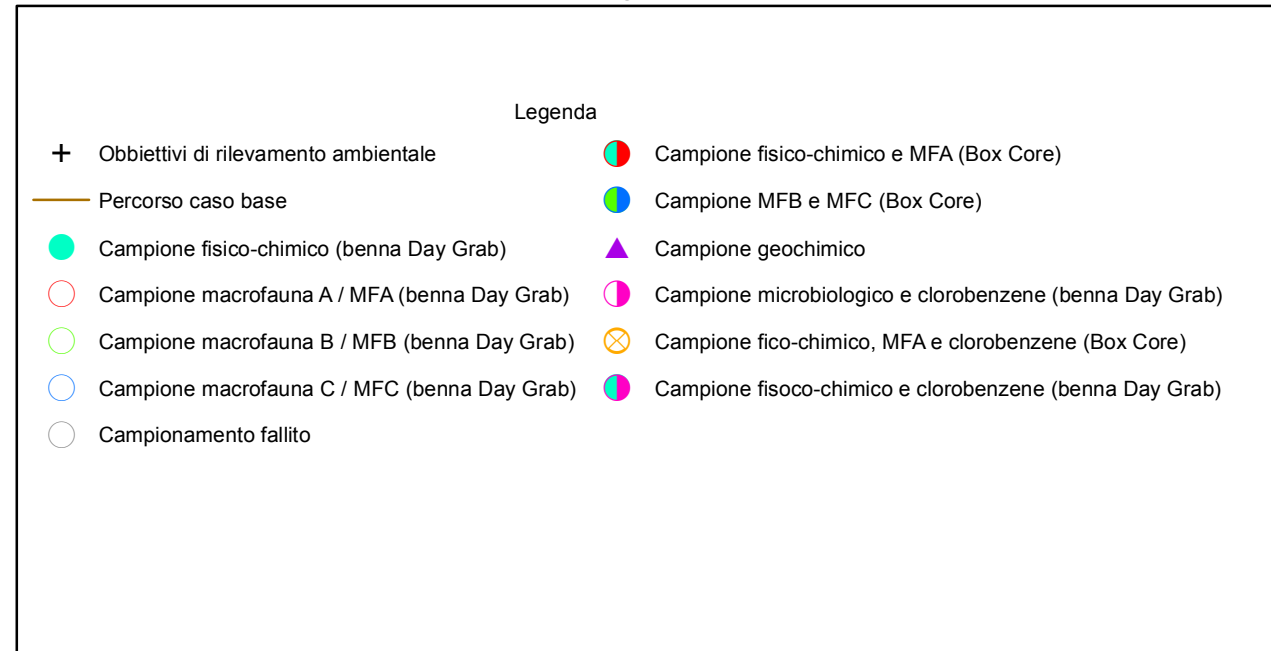 Legenda
Obbiettivi di rilevamento ambientale
Percorso caso base
Campione fisico-chimico (benna Day Grab)
Campione macrofauna A / MFA (benna Day Grab)
Campione macrofauna B / MFB (benna Day Grab)
Campione macrofauna C / MFC (benna Day Grab)
Campionamento fallito
Campione fisico-chimico e MFA (Box Core)
Campione MFB e MFC (Box Core)
Campione geochimico
Campione microbiologico e clorobenzene (benna Day Grab)
Campione fico-chimico, MFA e clorobenzene (Box Core)
Campione fisoco-chimico e clorobenzene (benna Day Grab)